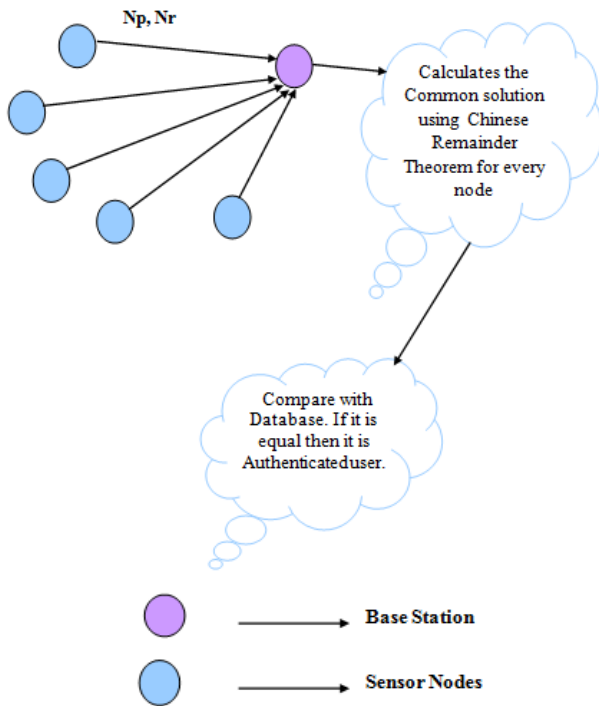 Np, Nr
Calculates the
Common solution
using Chinese
Remainder
Theorem for every
node
Compare with
Database. If it is
equal then it is
Authenticateduser.
Base Station
Sensor Nodes